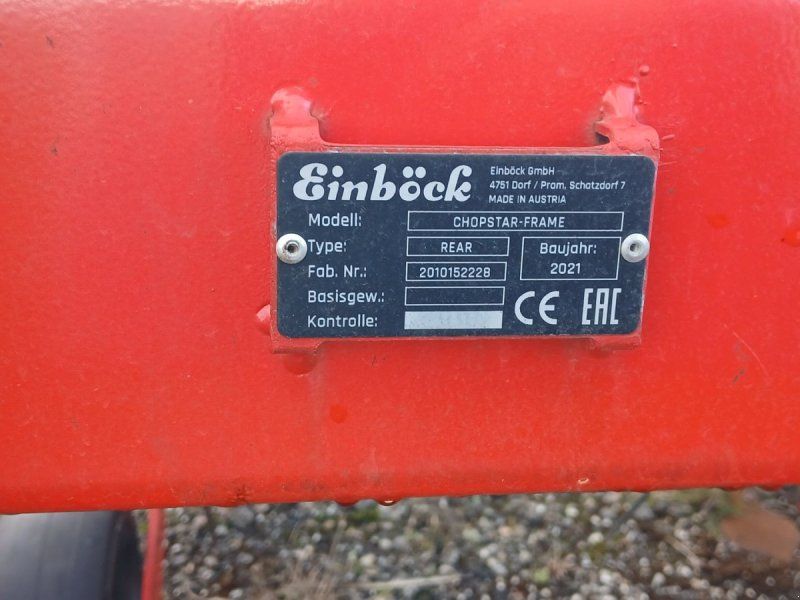 Einböck
Einböck GmbH
4751 Dorf / Pram, Schatzdorf 7
MADE IN AUSTRIA
Modell: CHOPSTAR-FRAME
Type: REAR
Baujahr: 2021
Fab. Nr.: 2010152228
Basisgew.:
Kontrolle:
CE EAC